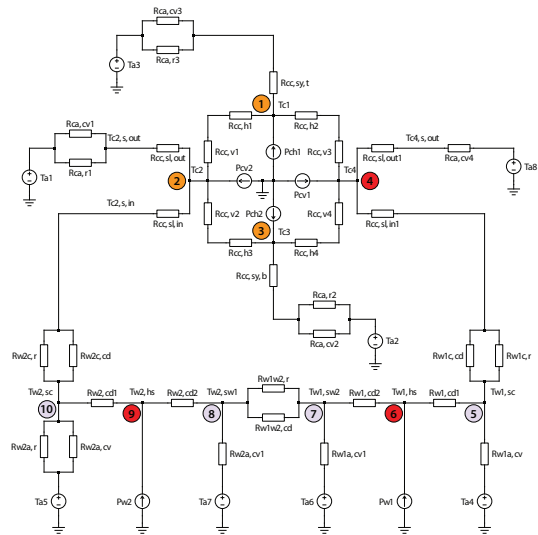 Rca, cv3
Rca, r3
Ta3
Rcc, sy, t
1
Tc1
Rcc, h1
Rcc, h2
Rca, cv1
Rca, r1
Ta1
Tc2, s, out
Rcc, sl, out
Tc2
2
Rcc, v1
Pch1
Rcc, v3
Tc4
4
Tc4, s, out
Rcc, sl, out1
Rca, cv4
Ta8
Pcv2
Pcv1
Tc2, s, in
Rcc, sl, in
Rcc, v2
Pch2
3
Tc3
Rcc, v4
Rcc, sl, in1
Rcc, h3
Rcc, h4
Rcc, sy, b
Rca, r2
Rca, cv2
Ta2
Rw2c, r
Rw2c, cd
Rw1c, cd
Rw1c, r
Tw2, sc
10
Rw2, cd1
Tw2, hs
9
Rw2, cd2
Tw2, sw1
8
Rw1w2, r
Rw1w2, cd
Tw1, sw2
7
Rw1, cd2
Tw1, hs
6
Rw1, cd1
Tw1, sc
5
Rw2a, r
Rw2a, cv
Rw2a, cv1
Rw1a, cv1
Rw1a, cv
Ta5
Pw2
Ta7
Ta6
Pw1
Ta4